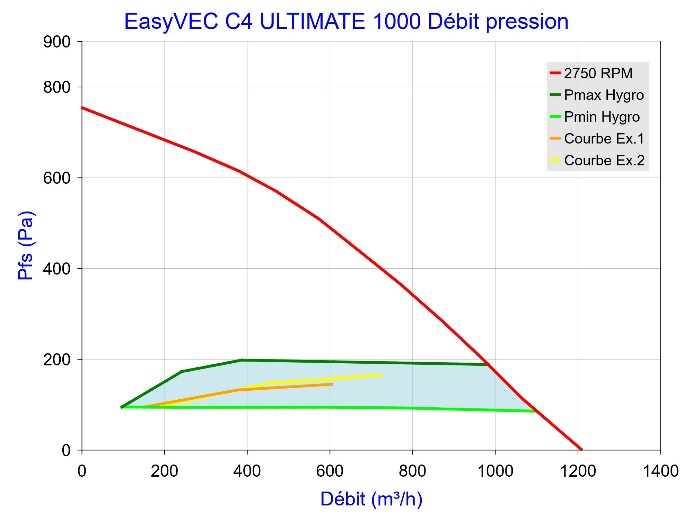 EasyVEC C4 ULTIMATE 1000 Débit pression
900
800
600
400
200
0
Pfs (Pa)
2750 RPM
Pmax Hygro
Pmin Hygro
Courbe Ex.1
Courbe Ex.2
0 200 400 600 800 1000 1200 1400
Débit (m³/h)